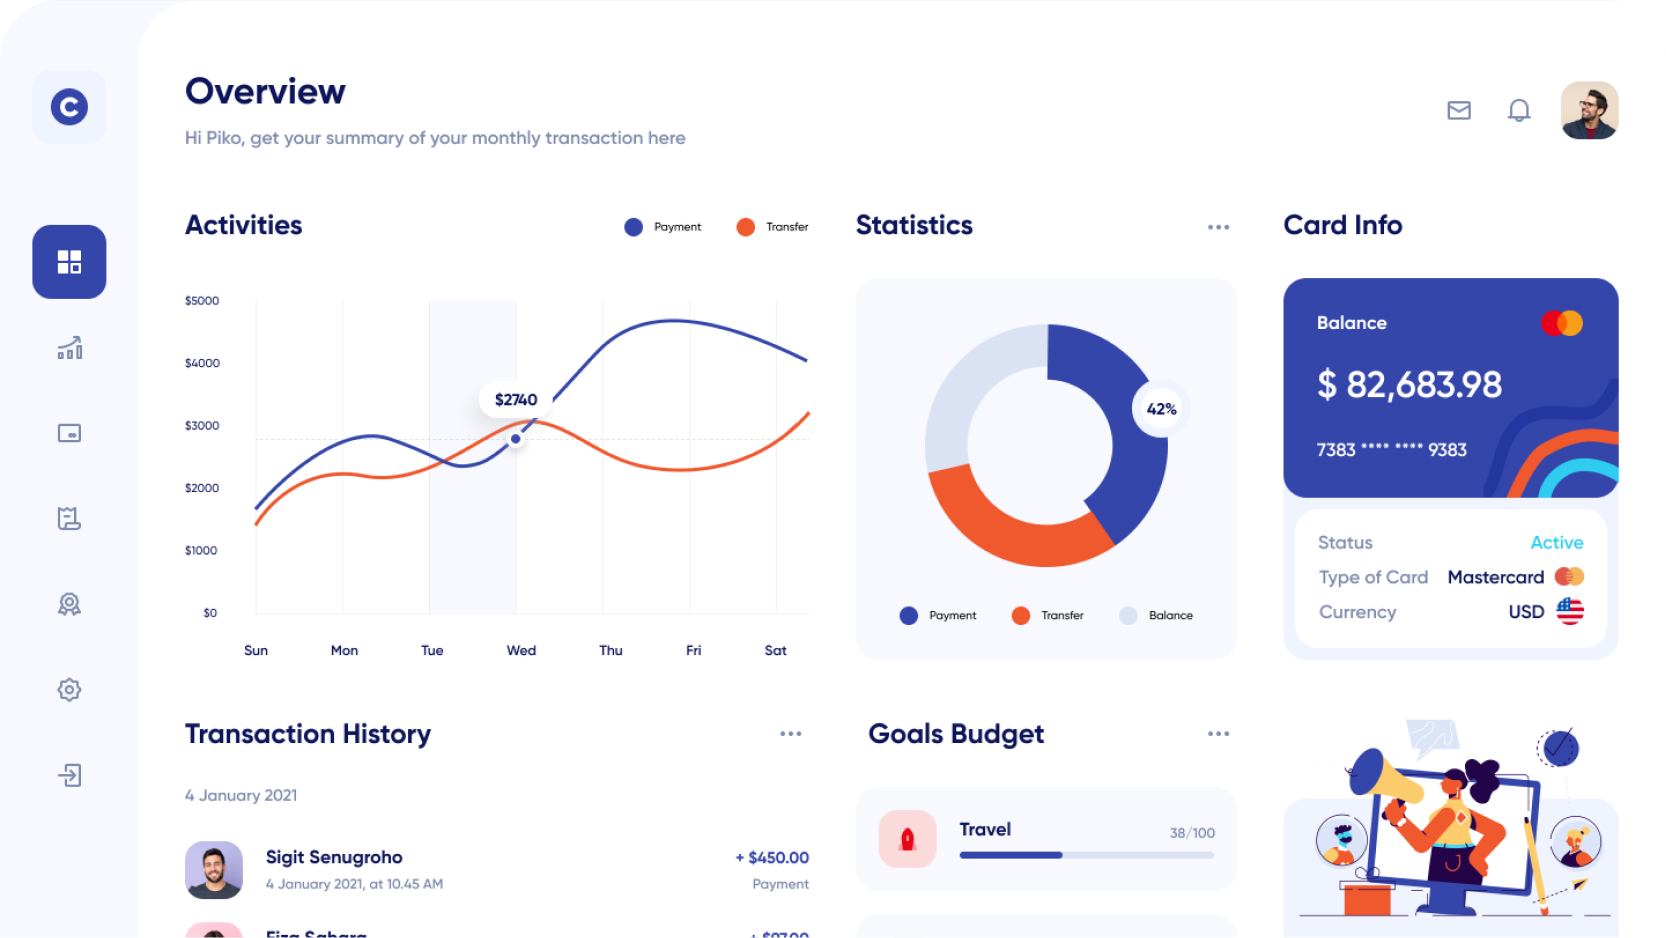 C
Overview
Hi Piko, get your summary of your monthly transaction here
Activities
Payment
Transfer
$5000
$4000
$3000
$2000
$1000
$0
$2740
Sun Mon Tue Wed Thu Fri Sat
Statistics
42%
Payment
Transfer
Balance
Card Info
Balance
$ 82,683.98
7383 **** **** 9383
Status Active
Type of Card Mastercard
Currency USD
Transaction History
4 January 2021
Sigit Senugroho + $450.00
4 January 2021, at 10.45 AM Payment
Goals Budget
Travel 38/100